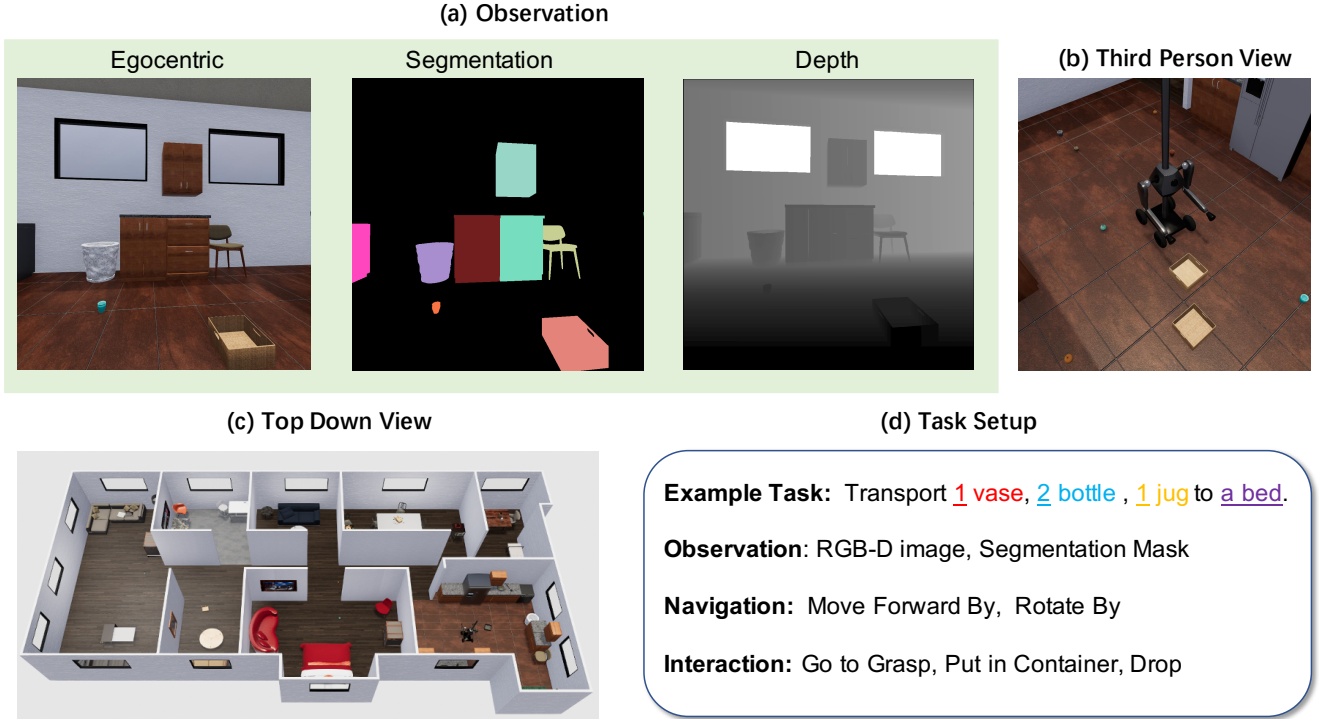 (a) Observation
Egocentric
Segmentation
Depth
(b) Third Person View
(c) Top Down View
(d) Task Setup
Example Task: Transport 1 vase, 2 bottle , 1 jug to a bed.
Observation: RGB-D image, Segmentation Mask
Navigation: Move Forward By, Rotate By
Interaction: Go to Grasp, Put in Container, Drop